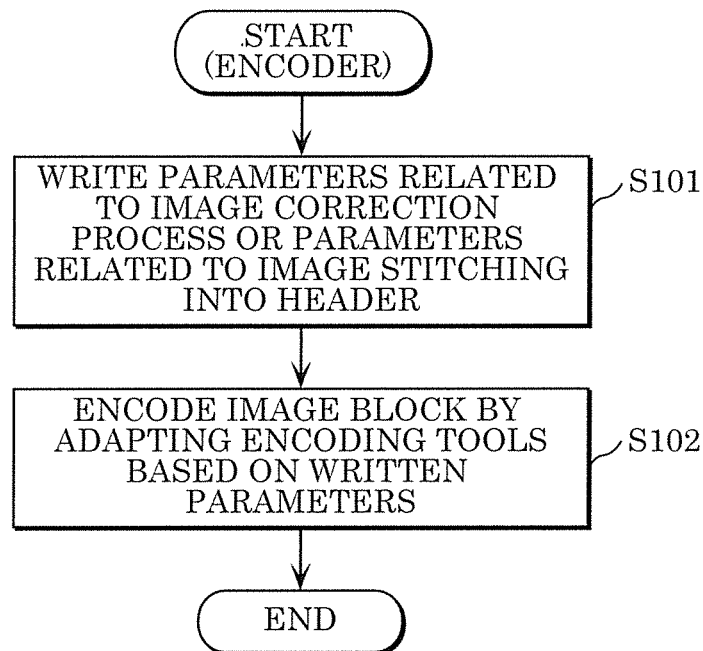 START
(ENCODER)
WRITE PARAMETERS RELATED
TO IMAGE CORRECTION
PROCESS OR PARAMETERS
RELATED TO IMAGE STITCHING
INTO HEADER
S101
ENCODE IMAGE BLOCK BY
ADAPTING ENCODING TOOLS
BASED ON WRITTEN
PARAMETERS
S102
END